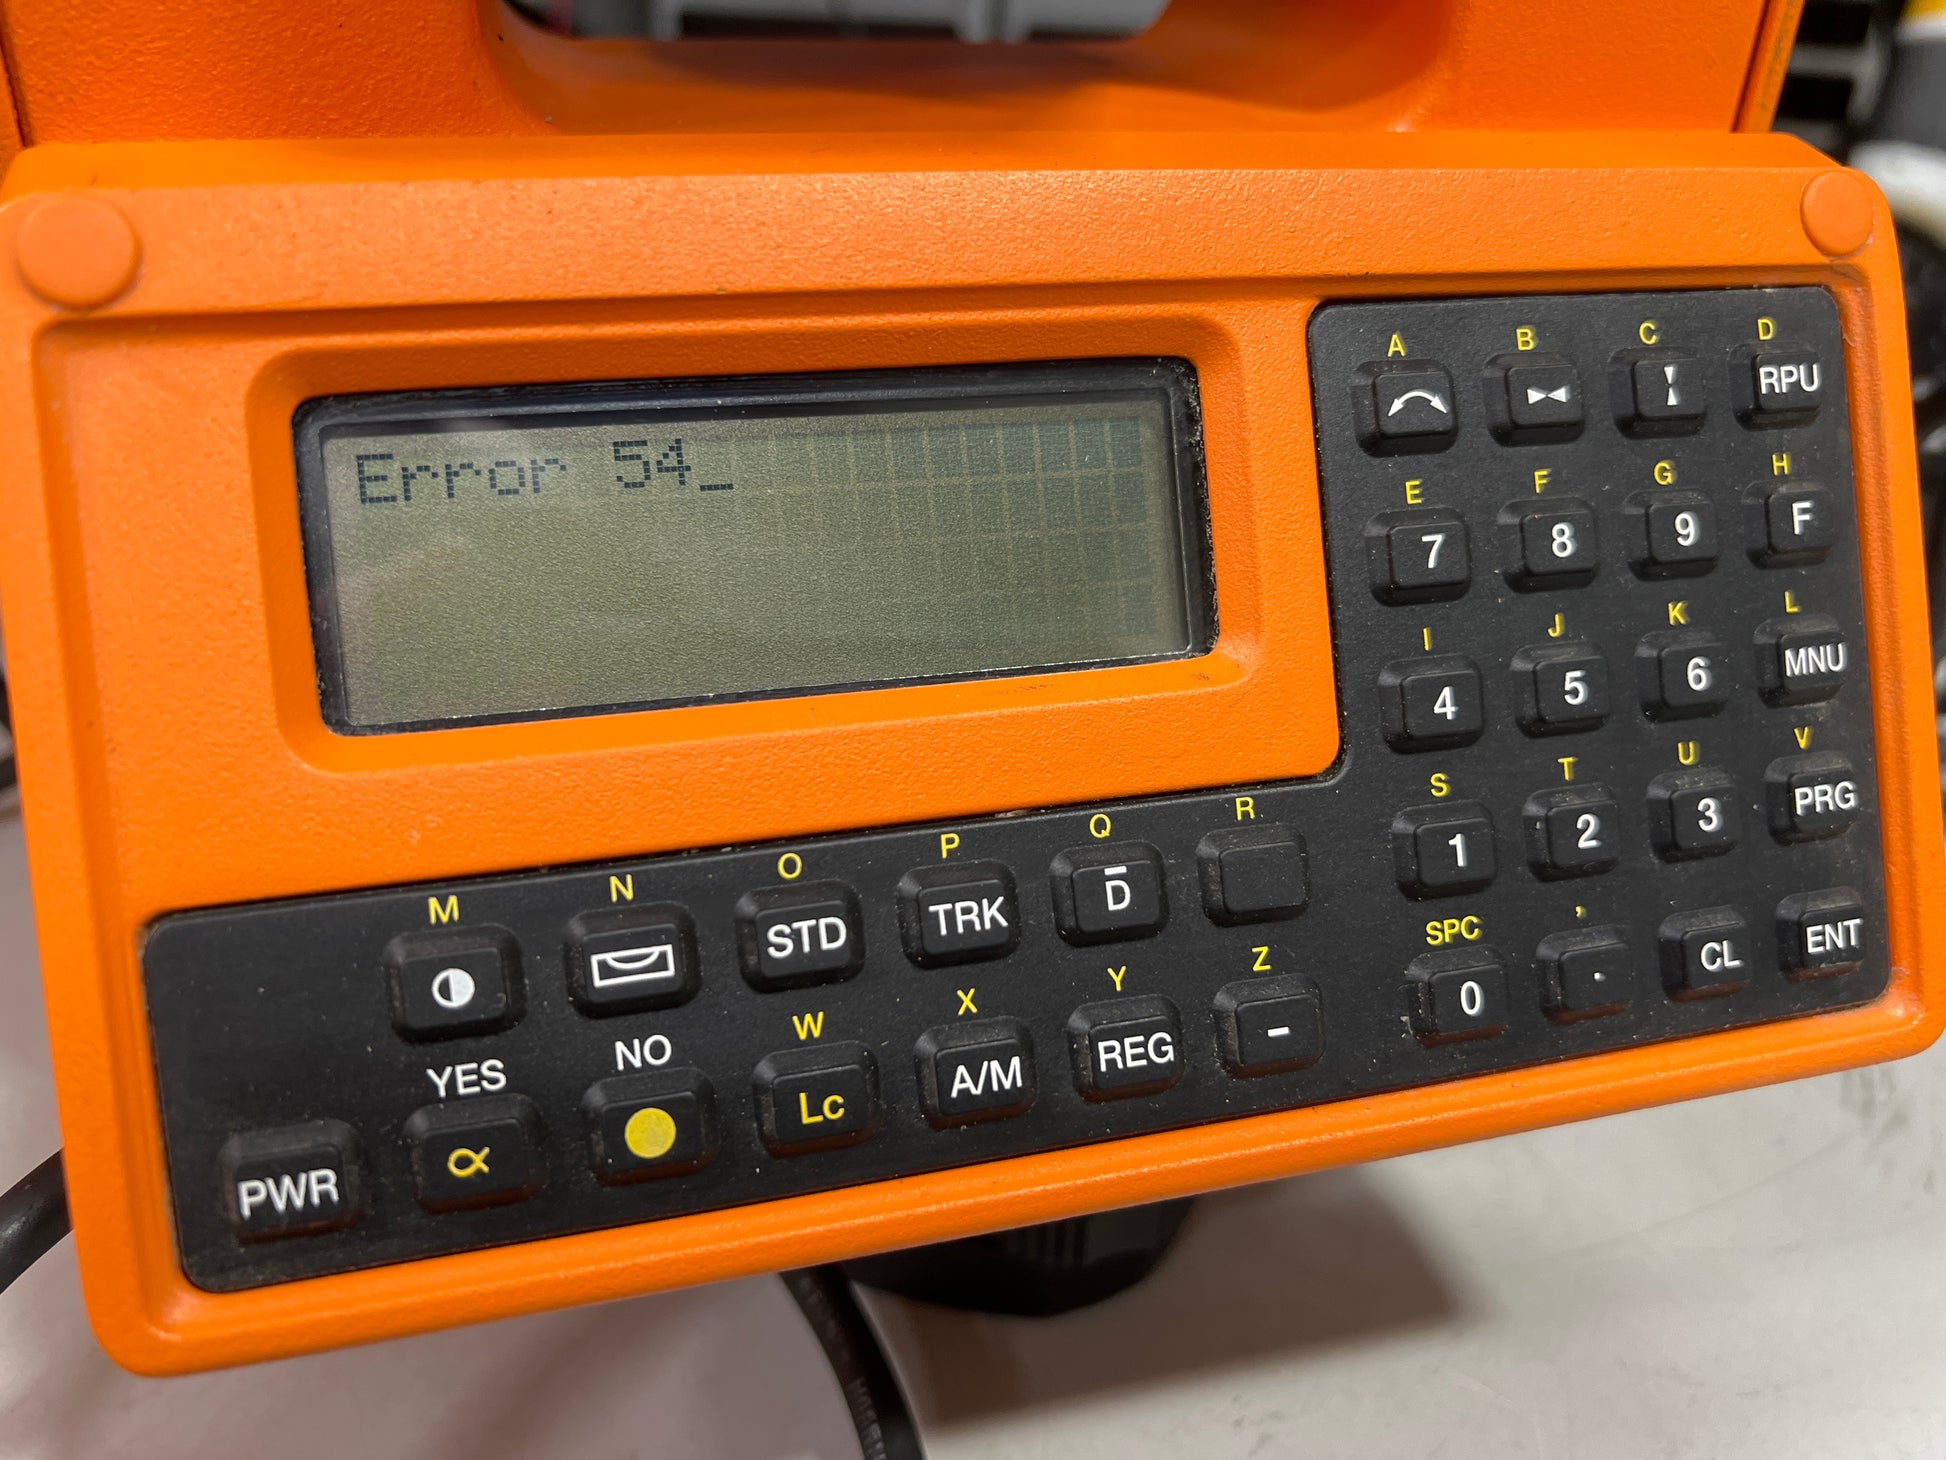 Error 54_
A B C D
RPU
E F G H
7 8 9 F
I J K L
4 5 6 MNU
S T U V
1 2 3 PRG
SPC ,
0 . CL ENT
M N O P Q R
STD TRK D̄
YES NO W X Y Z
PWR α Lc A/M REG -